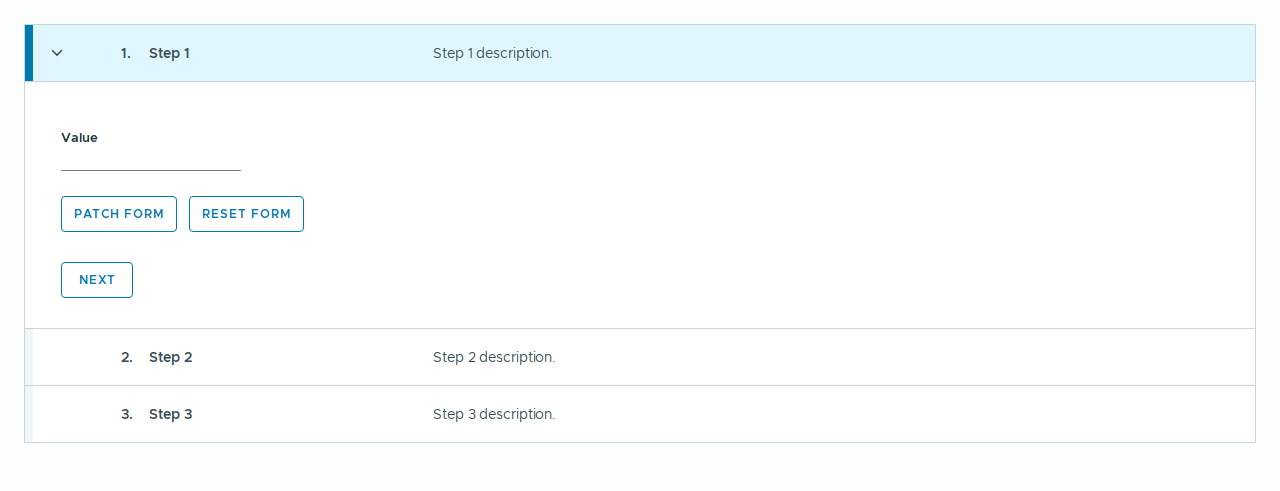 1. Step 1 Step 1 description.
Value
PATCH FORM RESET FORM
NEXT
2. Step 2 Step 2 description.
3. Step 3 Step 3 description.